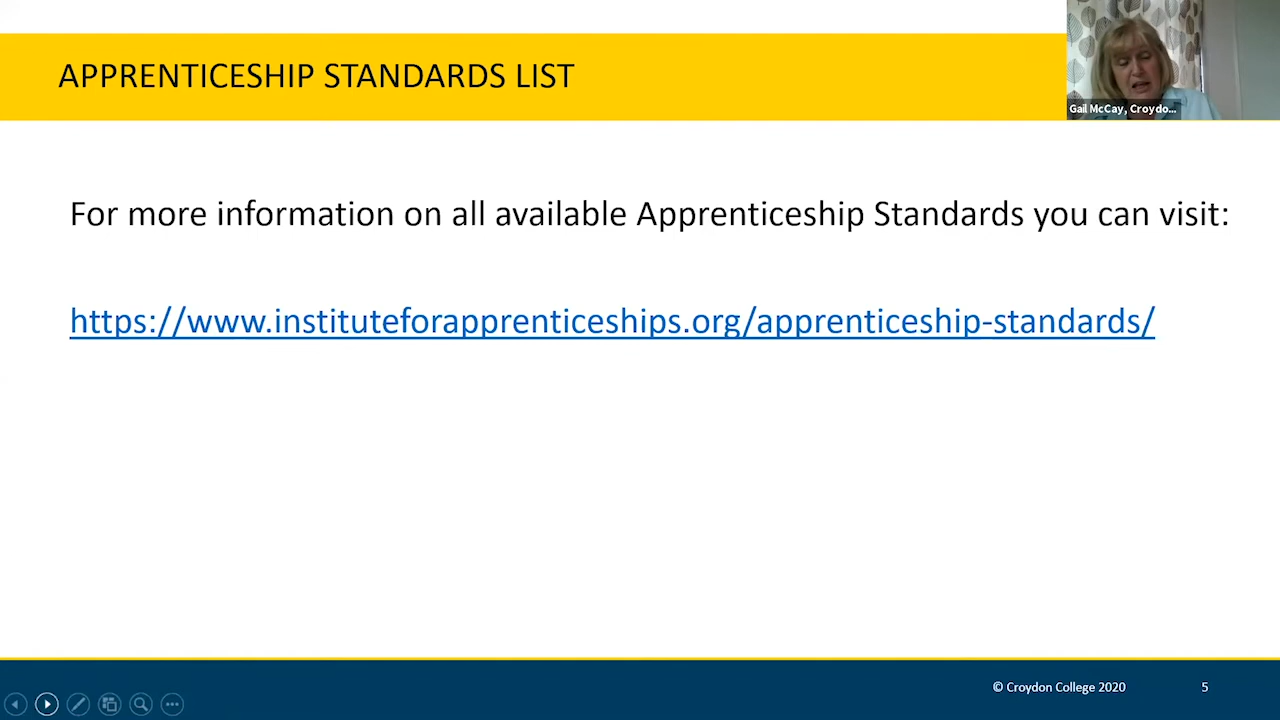 APPRENTICESHIP STANDARDS LIST
Gail McCay, Croydo...
For more information on all available Apprenticeship Standards you can visit:
https://www.instituteforapprenticeships.org/apprenticeship-standards/
© Croydon College 2020
5